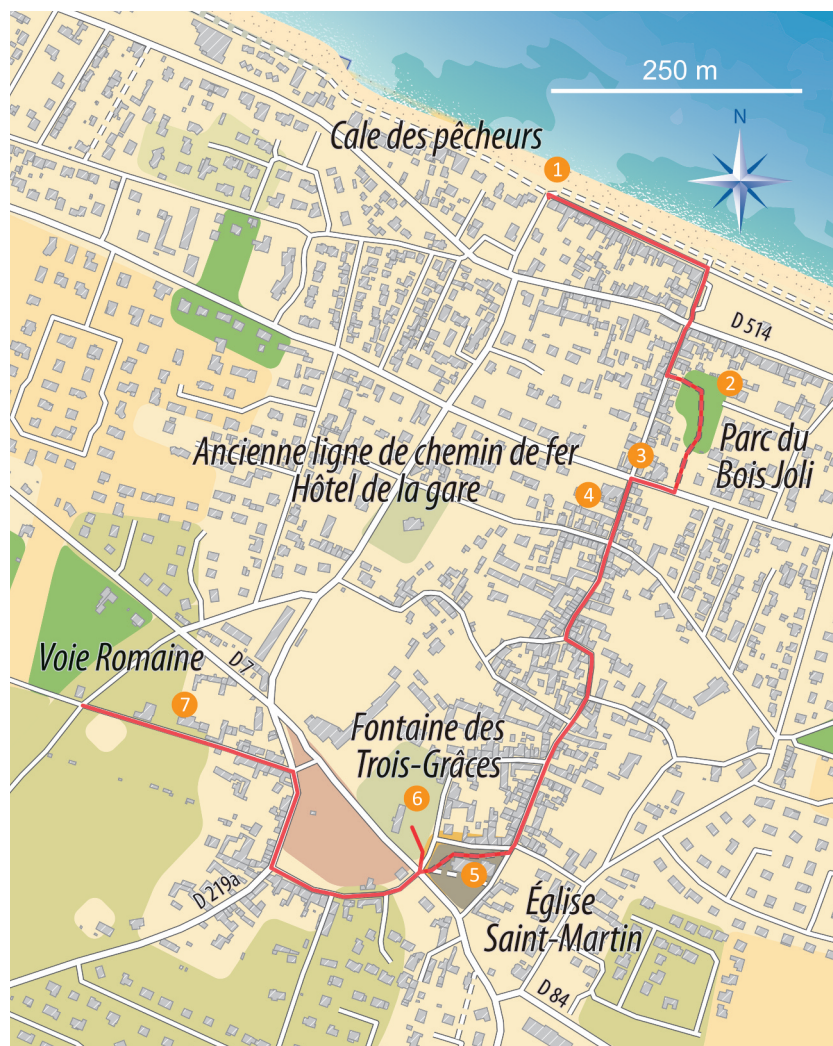 250 m
N
Cale des pêcheurs
1
D 514
2
Parc du
Bois Joli
Ancienne ligne de chemin de fer
Hôtel de la gare
3
4
Voie Romaine
D 7
7
Fontaine des
Trois-Grâces
6
5
D 219a
Église
Saint-Martin
D 84